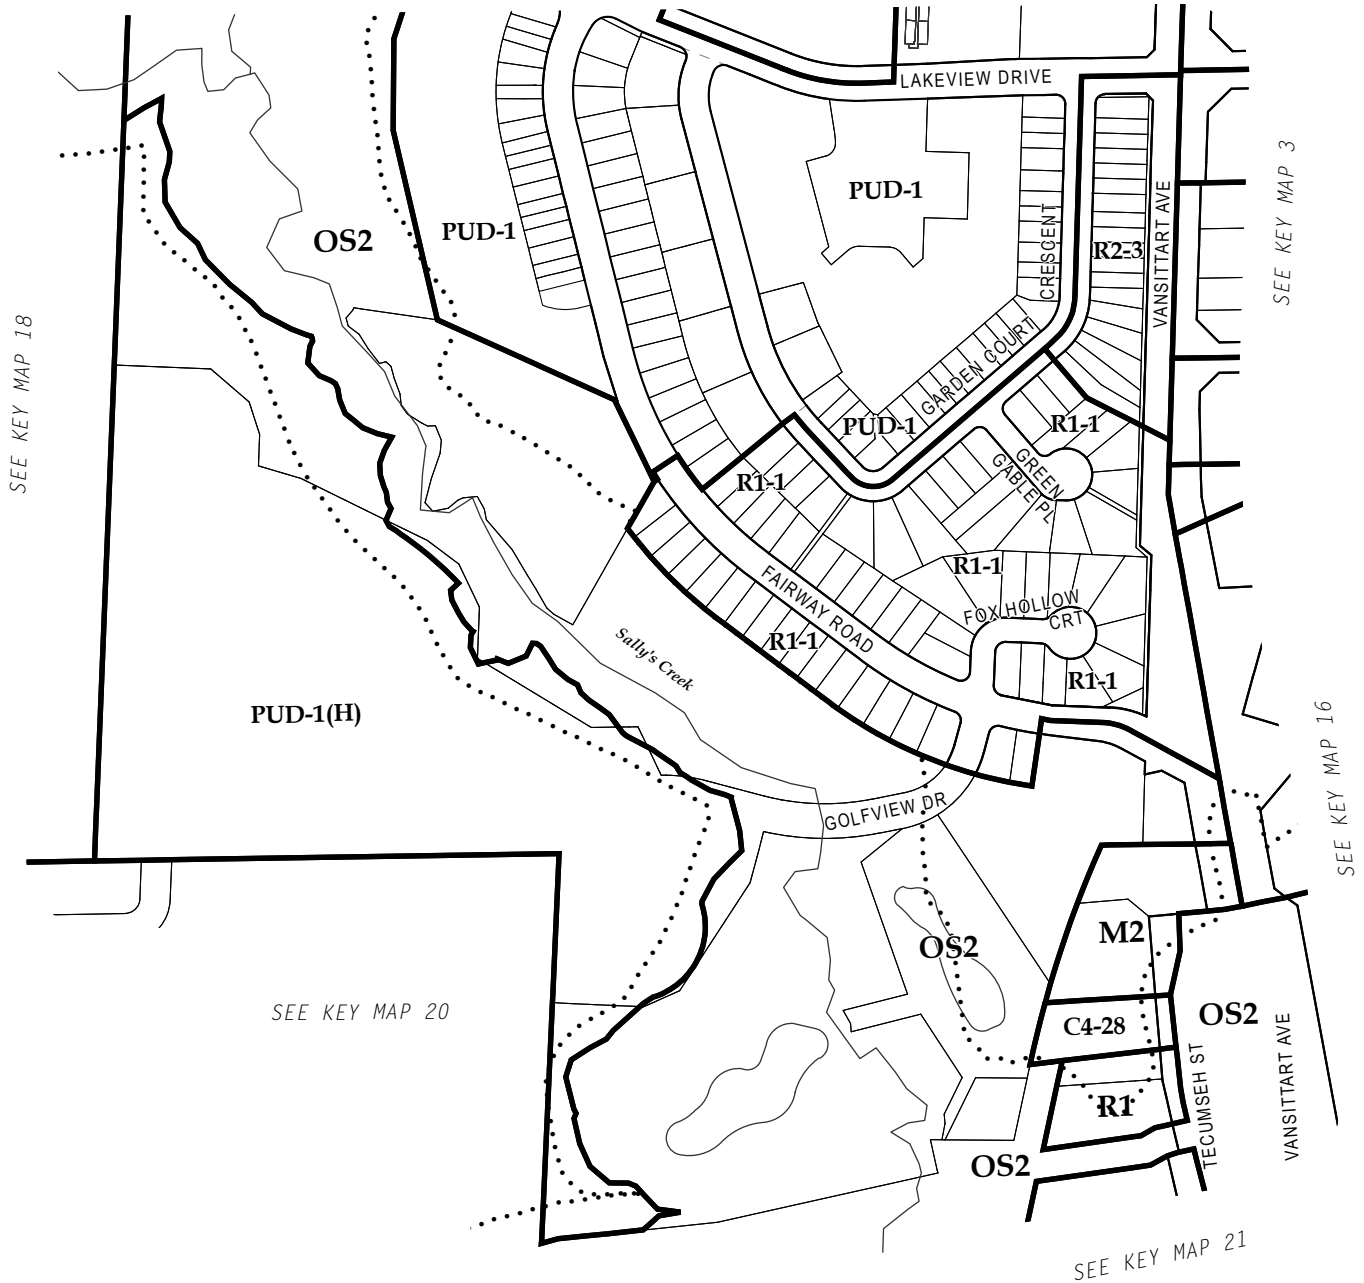 LAKEVIEW DRIVE
SEE KEY MAP 3
PUD-1
OS2
PUD-1
CRESCENT
R2-3
VANSITTART AVE
SEE KEY MAP 18
GARDEN COURT
PUD-1
R1-1
R1-1
GREEN
GABLE PL
R1-1
FAIRWAY ROAD
FOX HOLLOW
CRT
R1-1
Sally's Creek
R1-1
PUD-1(H)
SEE KEY MAP 16
GOLFVIEW DR
OS2
M2
SEE KEY MAP 20
C4-28
OS2
TECUMSEH ST
VANSITTART AVE
R1
OS2
SEE KEY MAP 21